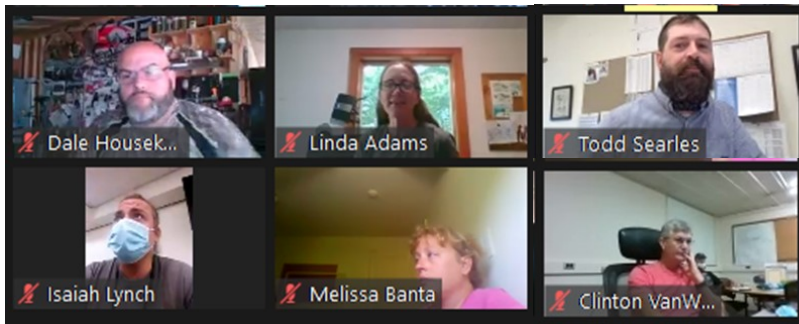 Dale Housek...
Linda Adams
Todd Searles
Isaiah Lynch
Melissa Banta
Clinton VanW...